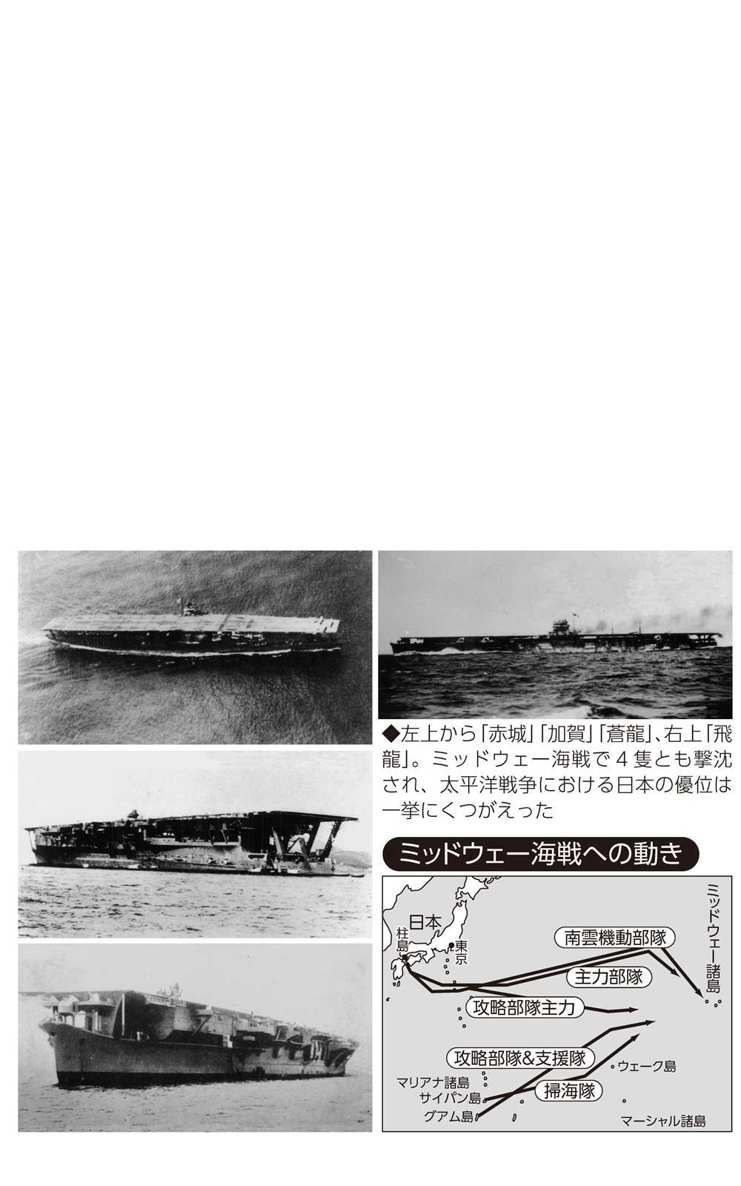 ◆左上から「赤城」「加賀」「蒼龍」、右上「飛
龍」。ミッドウェー海戦で4隻とも撃沈
され、太平洋戦争における日本の優位は
一挙にくつがえった
ミッドウェー海戦への動き
日本
柱島
東京
ミッドウェー諸島
南雲機動部隊
主力部隊
攻略部隊主力
攻略部隊&支援隊
ウェーク島
マリアナ諸島
サイパン島
掃海隊
グアム島
マーシャル諸島